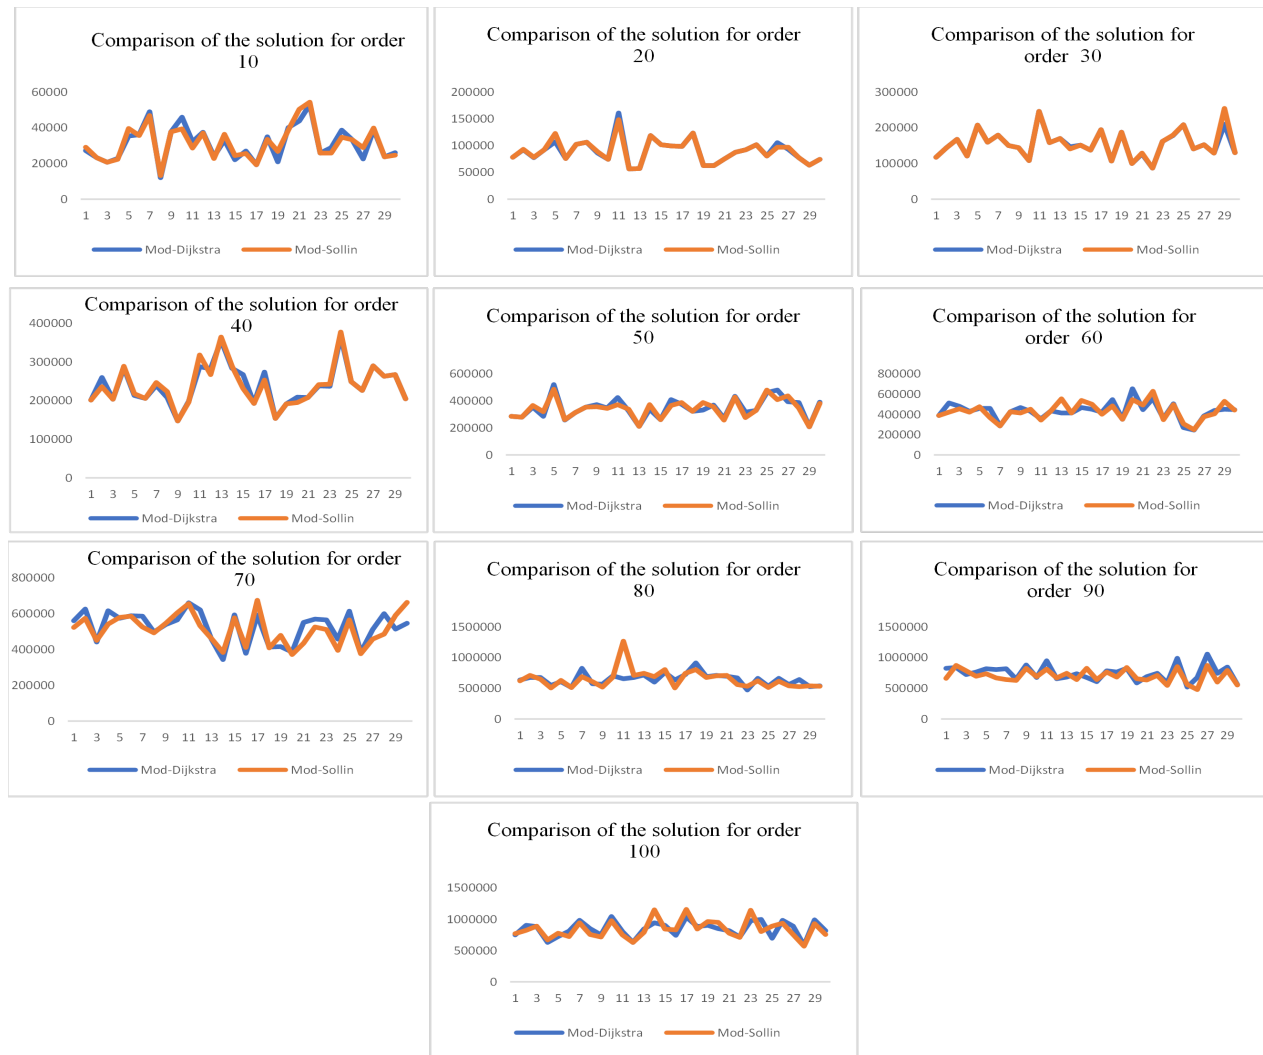 Comparison of the solution for order
10
60000
40000
20000
0
1 3 5 7 9 11 13 15 17 19 21 23 25 27 29
Mod-Dijkstra Mod-Sollin
Comparison of the solution for order
20
200000
150000
100000
50000
0
1 3 5 7 9 11 13 15 17 19 21 23 25 27 29
Mod-Dijkstra Mod-Sollin
Comparison of the solution for
order 30
300000
200000
100000
0
1 3 5 7 9 11 13 15 17 19 21 23 25 27 29
Mod-Dijkstra Mod-Sollin
Comparison of the solution for order
40
400000
300000
200000
100000
0
1 3 5 7 9 11 13 15 17 19 21 23 25 27 29
Mod-Dijkstra Mod-Sollin
Comparison of the solution for order
50
600000
400000
200000
0
1 3 5 7 9 11 13 15 17 19 21 23 25 27 29
Mod-Dijkstra Mod-Sollin
Comparison of the solution for
order 60
800000
600000
400000
200000
0
1 3 5 7 9 11 13 15 17 19 21 23 25 27 29
Mod-Dijkstra Mod-Sollin
Comparison of the solution for order
70
800000
600000
400000
200000
0
1 3 5 7 9 11 13 15 17 19 21 23 25 27 29
Mod-Dijkstra Mod-Sollin
Comparison of the solution for order
80
1500000
1000000
500000
0
1 3 5 7 9 11 13 15 17 19 21 23 25 27 29
Mod-Dijkstra Mod-Sollin
Comparison of the solution for
order 90
1500000
1000000
500000
0
1 3 5 7 9 11 13 15 17 19 21 23 25 27 29
Mod-Dijkstra Mod-Sollin
Comparison of the solution for order
100
1500000
1000000
500000
0
1 3 5 7 9 11 13 15 17 19 21 23 25 27 29
Mod-Dijkstra Mod-Sollin